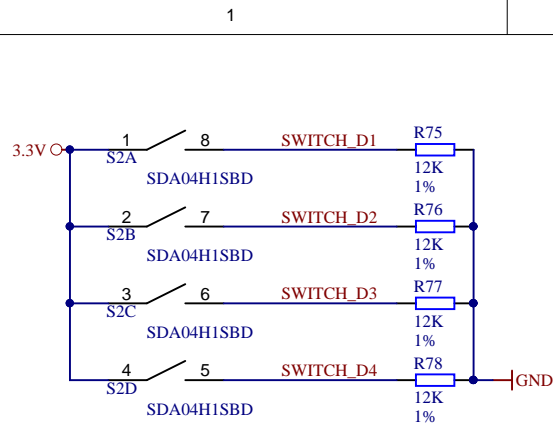 1
3.3V
1
8
SWITCH_D1
R75
S2A
SDA04H1SBD
12K
1%
2
7
SWITCH_D2
R76
S2B
SDA04H1SBD
12K
1%
3
6
SWITCH_D3
R77
S2C
SDA04H1SBD
12K
1%
4
5
SWITCH_D4
R78
GND
S2D
SDA04H1SBD
12K
1%